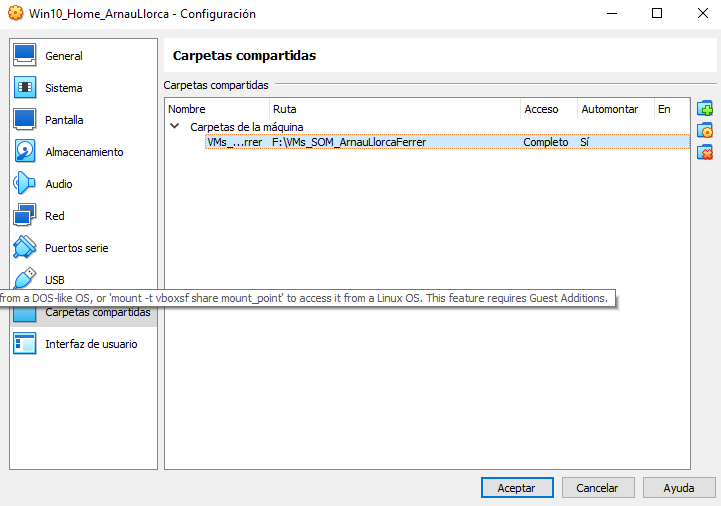 Win10_Home_ArnauLlorca - Configuración
General
Sistema
Pantalla
Almacenamiento
Audio
Red
Puertos serie
USB
Carpetas compartidas
Interfaz de usuario
Carpetas compartidas
Carpetas compartidas
Nombre Ruta Acceso Automontar En
Carpetas de la máquina
VMs_...rrer F:\VMs_SOM_ArnauLlorcaFerrer Completo Sí
from a DOS-like OS, or 'mount -t vboxsf share mount_point' to access it from a Linux OS. This feature requires Guest Additions.
Aceptar Cancelar Ayuda